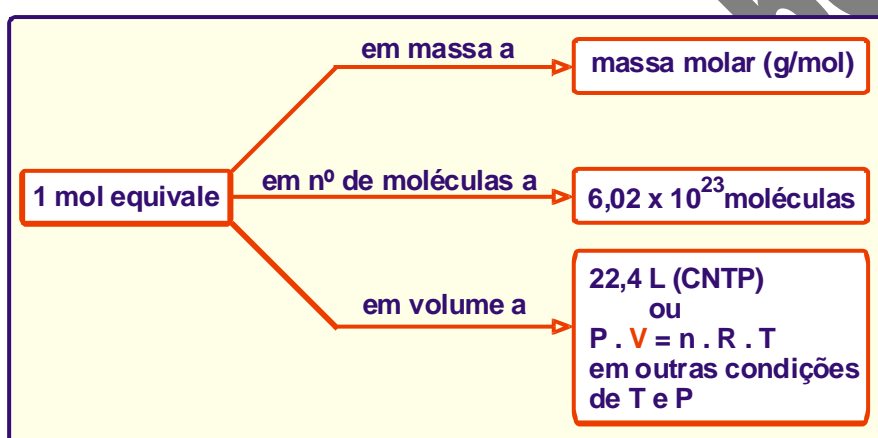 em massa a
massa molar (g/mol)
1 mol equivale
em nº de moléculas a
6,02 x 10²³ moléculas
em volume a
22,4 L (CNTP)
ou
P . V = n . R . T
em outras condições
de T e P